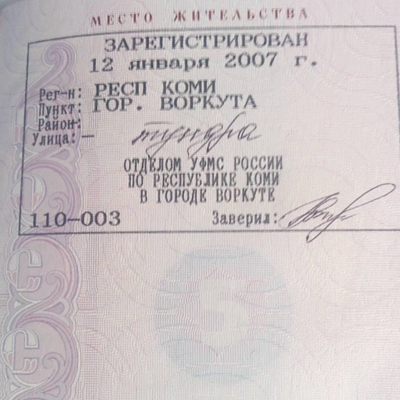 МЕСТО ЖИТЕЛЬСТВА
ЗАРЕГИСТРИРОВАН
12 января 2007 г.
Рег-н: РЕСП КОМИ
Пункт: ГОР. ВОРКУТА
Район:
Улица: — тундра
ОТДЕЛОМ УФМС РОССИИ
ПО РЕСПУБЛИКЕ КОМИ
В ГОРОДЕ ВОРКУТЕ
110-003 Заверил:
5